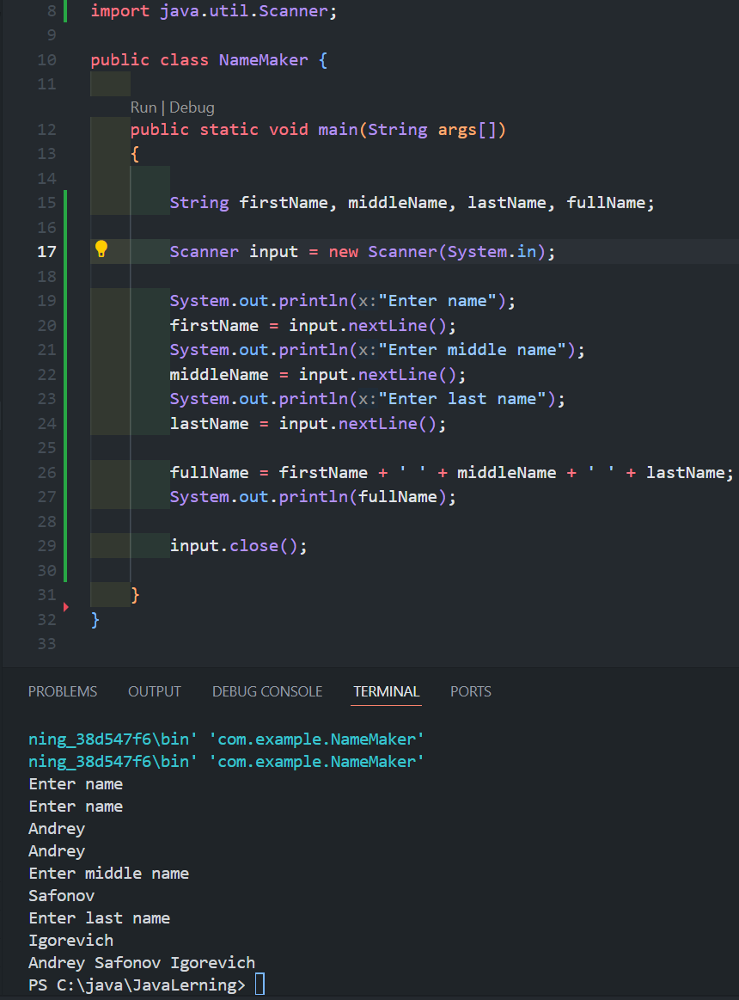 8 import java.util.Scanner;
9
10 public class NameMaker {
11
Run | Debug
12 public static void main(String args[])
13 {
14
15 String firstName, middleName, lastName, fullName;
16
17 Scanner input = new Scanner(System.in);
18
19 System.out.println(x:"Enter name");
20 firstName = input.nextLine();
21 System.out.println(x:"Enter middle name");
22 middleName = input.nextLine();
23 System.out.println(x:"Enter last name");
24 lastName = input.nextLine();
25
26 fullName = firstName + ' ' + middleName + ' ' + lastName;
27 System.out.println(fullName);
28
29 input.close();
30
31 }
32 }
33
PROBLEMS OUTPUT DEBUG CONSOLE TERMINAL PORTS
ning_38d547f6\bin' 'com.example.NameMaker'
ning_38d547f6\bin' 'com.example.NameMaker'
Enter name
Enter name
Andrey
Andrey
Enter middle name
Safonov
Enter last name
Igorevich
Andrey Safonov Igorevich
PS C:\java\JavaLerning>